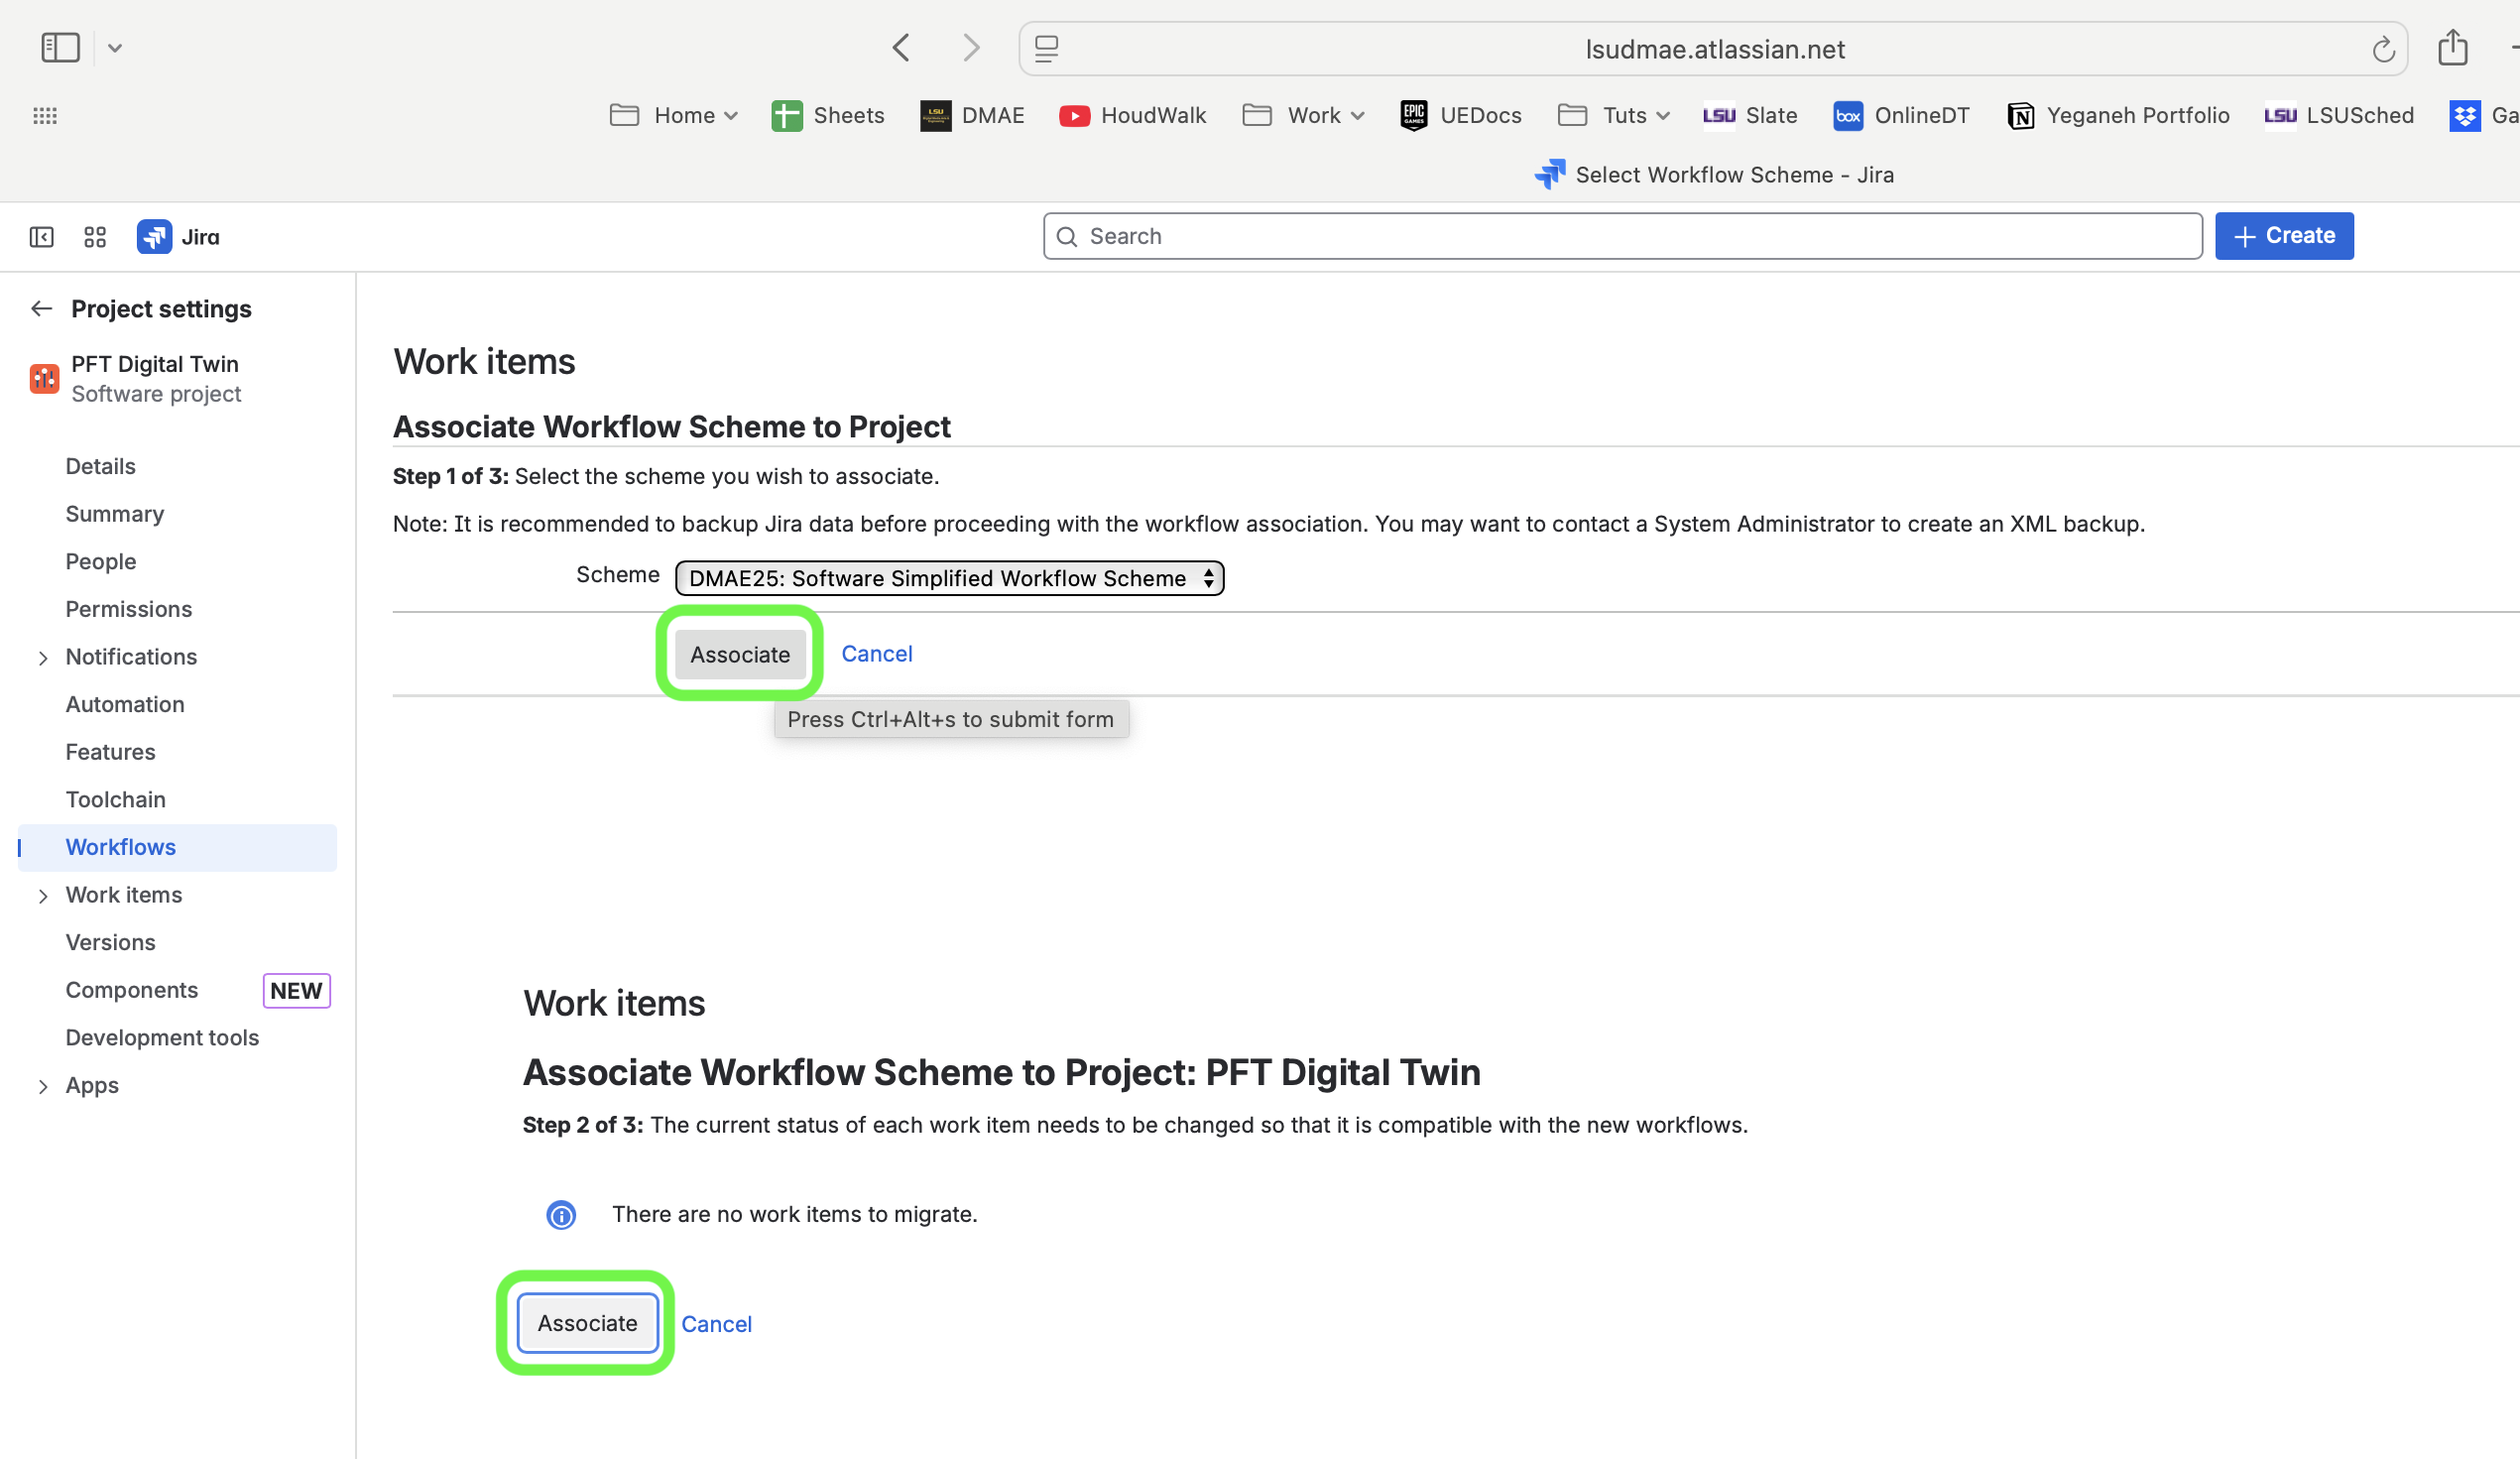 lsudmae.atlassian.net
Home
Sheets
LSU
DMAE
HoudWalk
Work
EPIC
GAMES
UEDocs
Tuts
LSU
Slate
box
OnlineDT
N
Yeganeh Portfolio
LSU
LSUSched
Ga
Select Workflow Scheme - Jira
Jira
Search
Create
Project settings
PFT Digital Twin
Software project
Details
Summary
People
Permissions
Notifications
Automation
Features
Toolchain
Workflows
Work items
Versions
Components NEW
Development tools
Apps
Work items
Associate Workflow Scheme to Project
Step 1 of 3: Select the scheme you wish to associate.
Note: It is recommended to backup Jira data before proceeding with the workflow association. You may want to contact a System Administrator to create an XML backup.
Scheme DMAE25: Software Simplified Workflow Scheme
Associate Cancel
Press Ctrl+Alt+s to submit form
Work items
Associate Workflow Scheme to Project: PFT Digital Twin
Step 2 of 3: The current status of each work item needs to be changed so that it is compatible with the new workflows.
There are no work items to migrate.
Associate Cancel